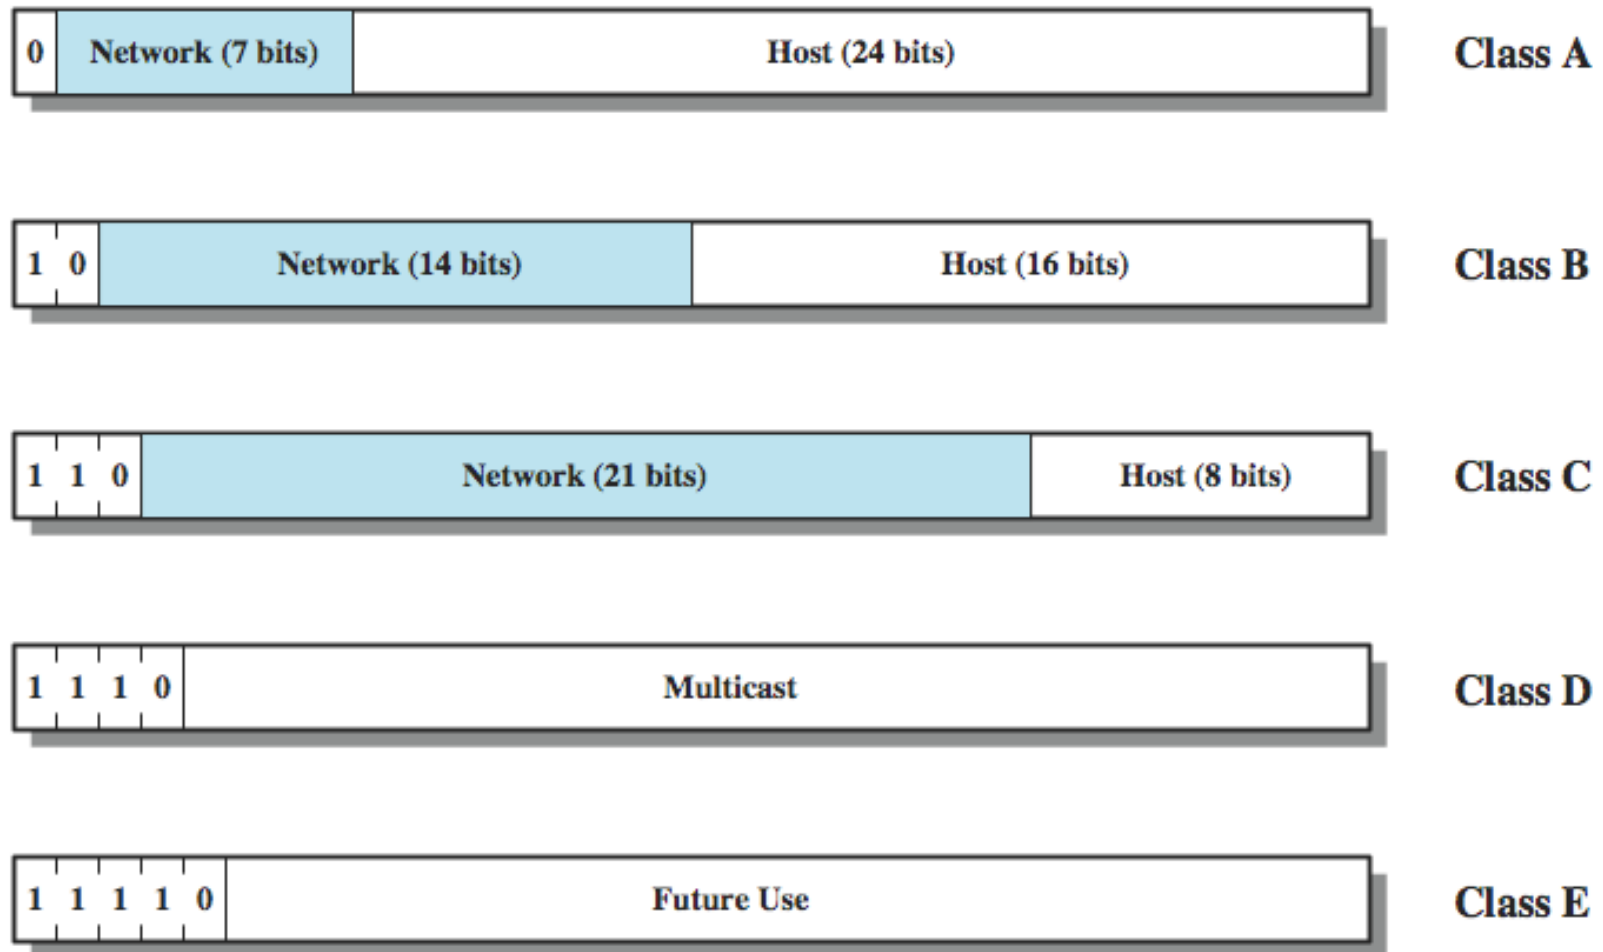 0 Network (7 bits) Host (24 bits) Class A
1 0 Network (14 bits) Host (16 bits) Class B
1 1 0 Network (21 bits) Host (8 bits) Class C
1 1 1 0 Multicast Class D
1 1 1 1 0 Future Use Class E